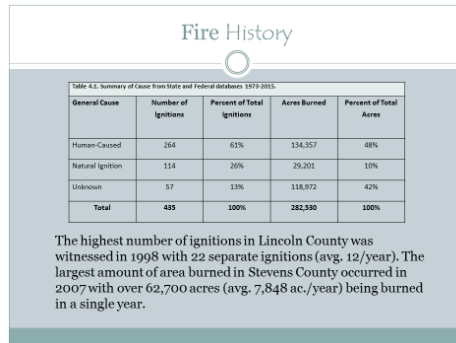 Fire History
Table 4.1. Summary of Cause from State and Federal databases 1973-2015.
General Cause Number of Ignitions Percent of Total Ignitions Acres Burned Percent of Total Acres
Human-Caused 264 61% 134,357 48%
Natural Ignition 114 26% 29,201 10%
Unknown 57 13% 118,972 42%
Total 435 100% 282,530 100%
The highest number of ignitions in Lincoln County was
witnessed in 1998 with 22 separate ignitions (avg. 12/year). The
largest amount of area burned in Stevens County occurred in
2007 with over 62,700 acres (avg. 7,848 ac./year) being burned
in a single year.